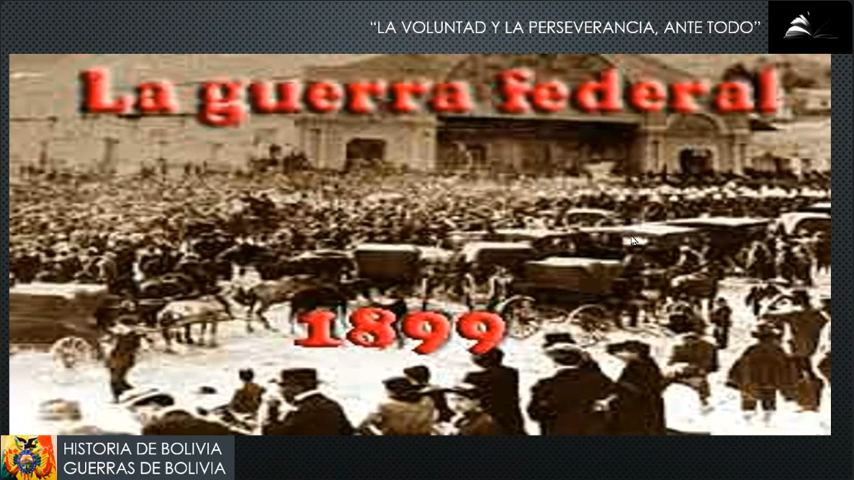 “LA VOLUNTAD Y LA PERSEVERANCIA, ANTE TODO”
La guerra federal
1899
HISTORIA DE BOLIVIA
GUERRAS DE BOLIVIA